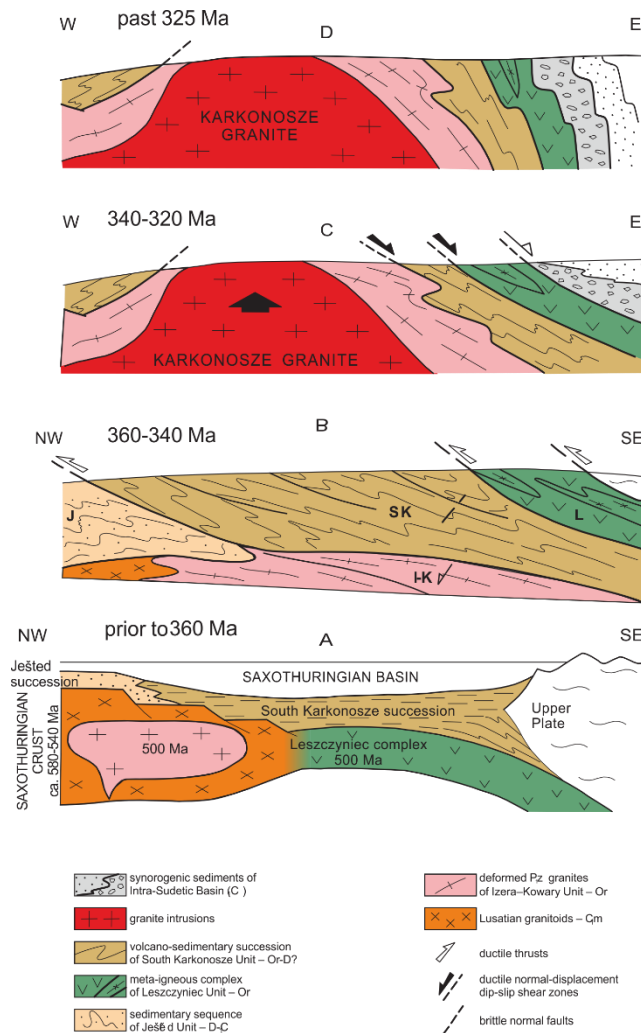 past 325 Ma
W
D
E
KARKONOSZE
GRANITE
W
340-320 Ma
C
E
KARKONOSZE GRANITE
B
NW
360-340 Ma
SE
J
SK
L
I-K
NW
prior to 360 Ma
A
SE
Ješted
succession
SAXOTHURINGIAN BASIN
South Karkonosze succession
Upper
Plate
SAXOTHURINGIAN
CRUST
ca. 580-540 Ma
500 Ma
Leszczyniec complex
500 Ma
synorogenic sediments of
Intra-Sudetic Basin (C )
granite intrusions
volcano-sedimentary succession
of South Karkonosze Unit – Or-D?
meta-igneous complex
of Leszczyniec Unit – Or
sedimentary sequence
of Ješted Unit – D-C
deformed Pz granites
of Izera–Kowary Unit – Or
Lusatian granitoids – Cm
ductile thrusts
ductile normal-displacement
dip-slip shear zones
brittle normal faults